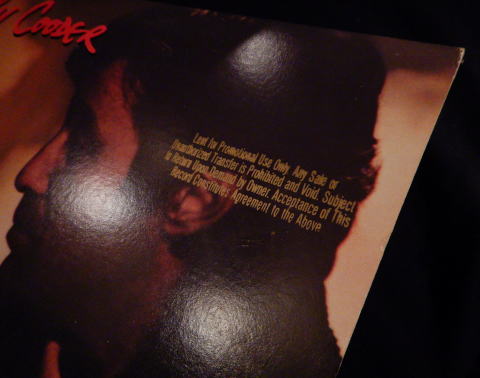 Cooder
Lent for Promotional Use Only. Any Sale or
Unauthorized Transfer is Prohibited and Void. Subject
to Return Upon Demand by Owner. Acceptance of This
Record Constitutes Agreement to the Above.